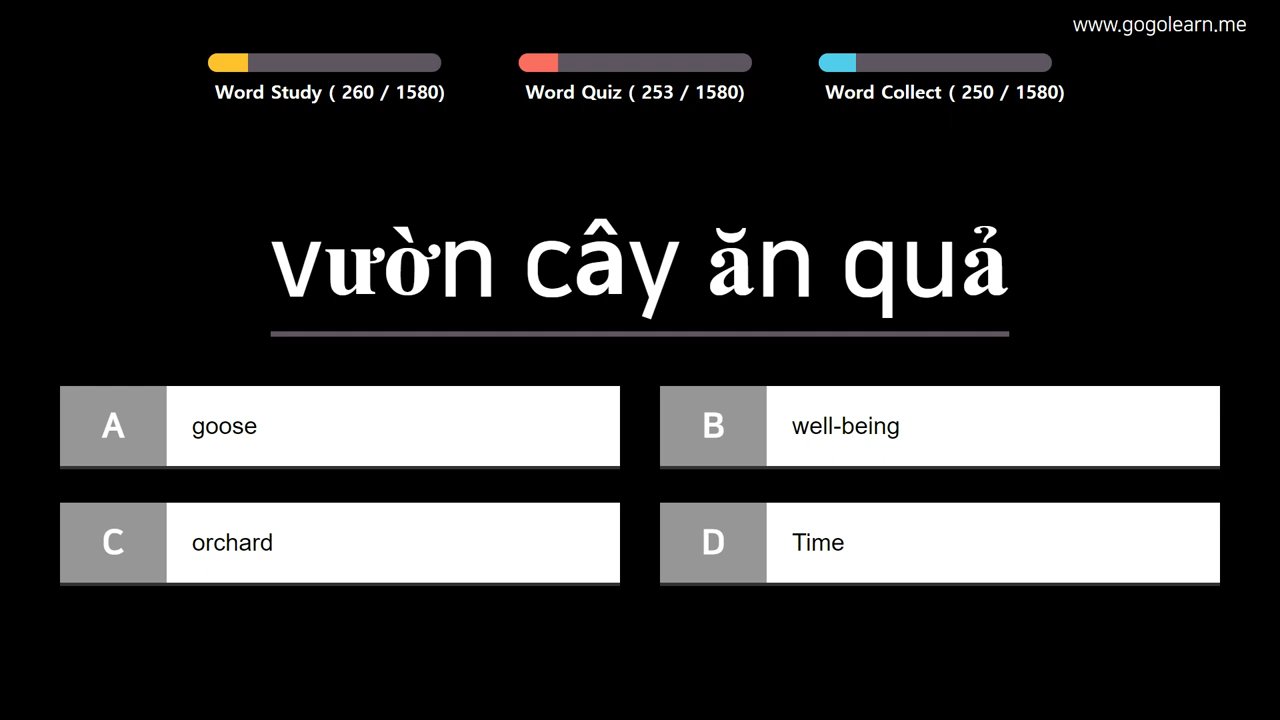 www.gogolearn.me
Word Study ( 260 / 1580)
Word Quiz ( 253 / 1580)
Word Collect ( 250 / 1580)
vườn cây ăn quả
A goose
B well-being
C orchard
D Time